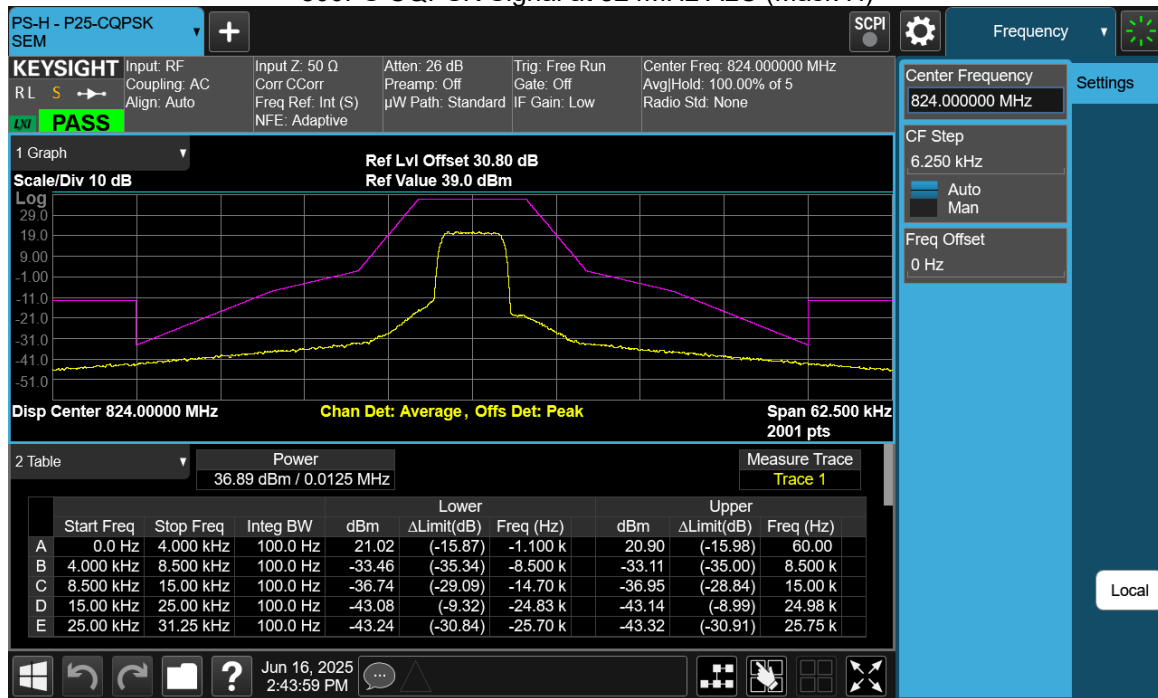 PS-H - P25-CQPSK
SEM
SCPI
Frequency
KEYSIGHT
R L S
LXI PASS
Input: RF
Coupling: AC
Align: Auto
Input Z: 50 Ω
Corr CCorr
Freq Ref: Int (S)
NFE: Adaptive
Atten: 26 dB
Preamp: Off
µW Path: Standard
Trig: Free Run
Gate: Off
IF Gain: Low
Center Freq: 824.000000 MHz
Avg|Hold: 100.00% of 5
Radio Std: None
Center Frequency
824.000000 MHz
Settings
CF Step
6.250 kHz
Auto
Man
Freq Offset
0 Hz
1 Graph
Scale/Div 10 dB
Ref Lvl Offset 30.80 dB
Ref Value 39.0 dBm
Log
29.0
19.0
9.00
-1.00
-11.0
-21.0
-31.0
-41.0
-51.0
Disp Center 824.00000 MHz
Chan Det: Average , Offs Det: Peak
Span 62.500 kHz
2001 pts
2 Table
Power
36.89 dBm / 0.0125 MHz
Measure Trace
Trace 1
Lower Upper
Start Freq Stop Freq Integ BW dBm ∆Limit(dB) Freq (Hz) dBm ∆Limit(dB) Freq (Hz)
A 0.0 Hz 4.000 kHz 100.0 Hz 21.02 (-15.87) -1.100 k 20.90 (-15.98) 60.00
B 4.000 kHz 8.500 kHz 100.0 Hz -33.46 (-35.34) -8.500 k -33.11 (-35.00) 8.500 k
C 8.500 kHz 15.00 kHz 100.0 Hz -36.74 (-29.09) -14.70 k -36.95 (-28.84) 15.00 k
D 15.00 kHz 25.00 kHz 100.0 Hz -43.08 (-9.32) -24.83 k -43.14 (-8.99) 24.98 k
E 25.00 kHz 31.25 kHz 100.0 Hz -43.24 (-30.84) -25.70 k -43.32 (-30.91) 25.75 k
Local
?
Jun 16, 2025
2:43:59 PM